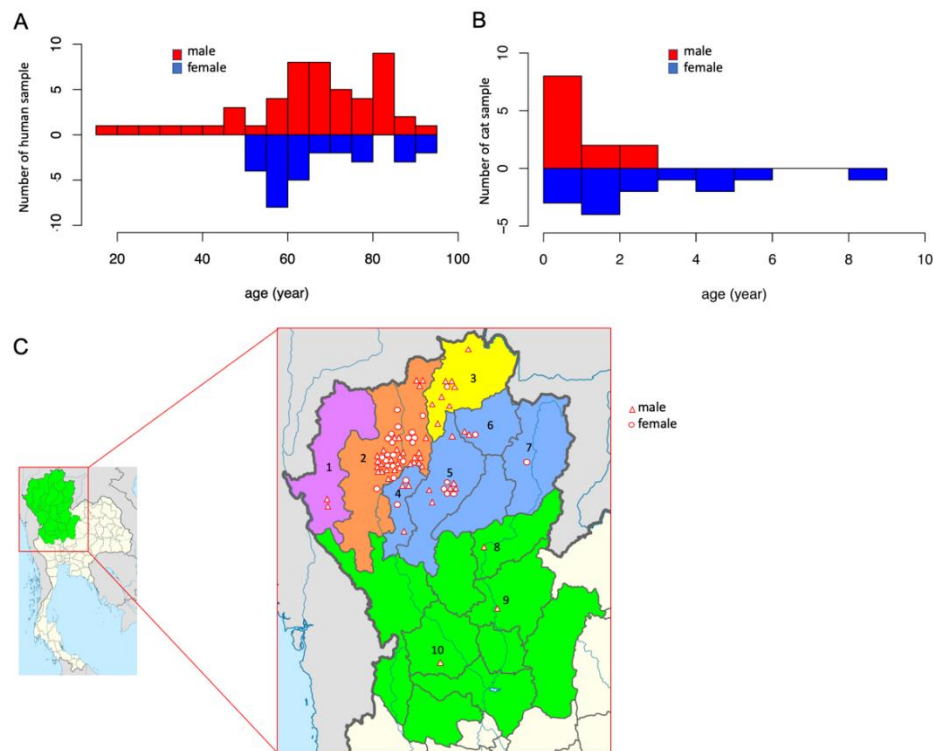 A
male
female
Number of human sample
10
5
0
5
10
20 40 60 80 100
age (year)
B
male
female
Number of cat sample
10
5
0
−5
0 2 4 6 8 10
age (year)
C
male
female
1
2
3
4
5
6
7
8
9
10